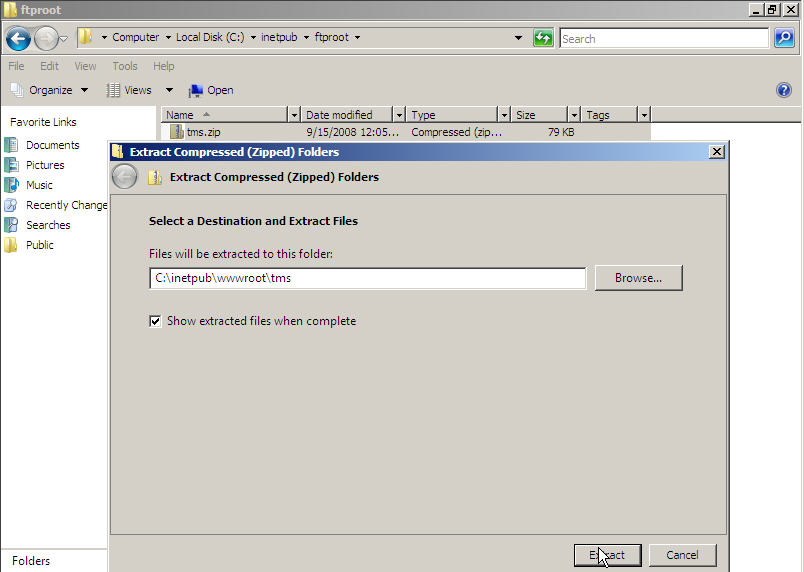 ftproot
Computer Local Disk (C:) inetpub ftproot Search
File Edit View Tools Help
Organize Views Open
Favorite Links
Documents
Pictures
Music
Recently Change
Searches
Public
Folders
Name Date modified Type Size Tags
tms.zip 9/15/2008 12:05... Compressed (zip... 79 KB
Extract Compressed (Zipped) Folders
Extract Compressed (Zipped) Folders
Select a Destination and Extract Files
Files will be extracted to this folder:
C:\inetpub\wwwroot\tms Browse...
Show extracted files when complete
Extract Cancel